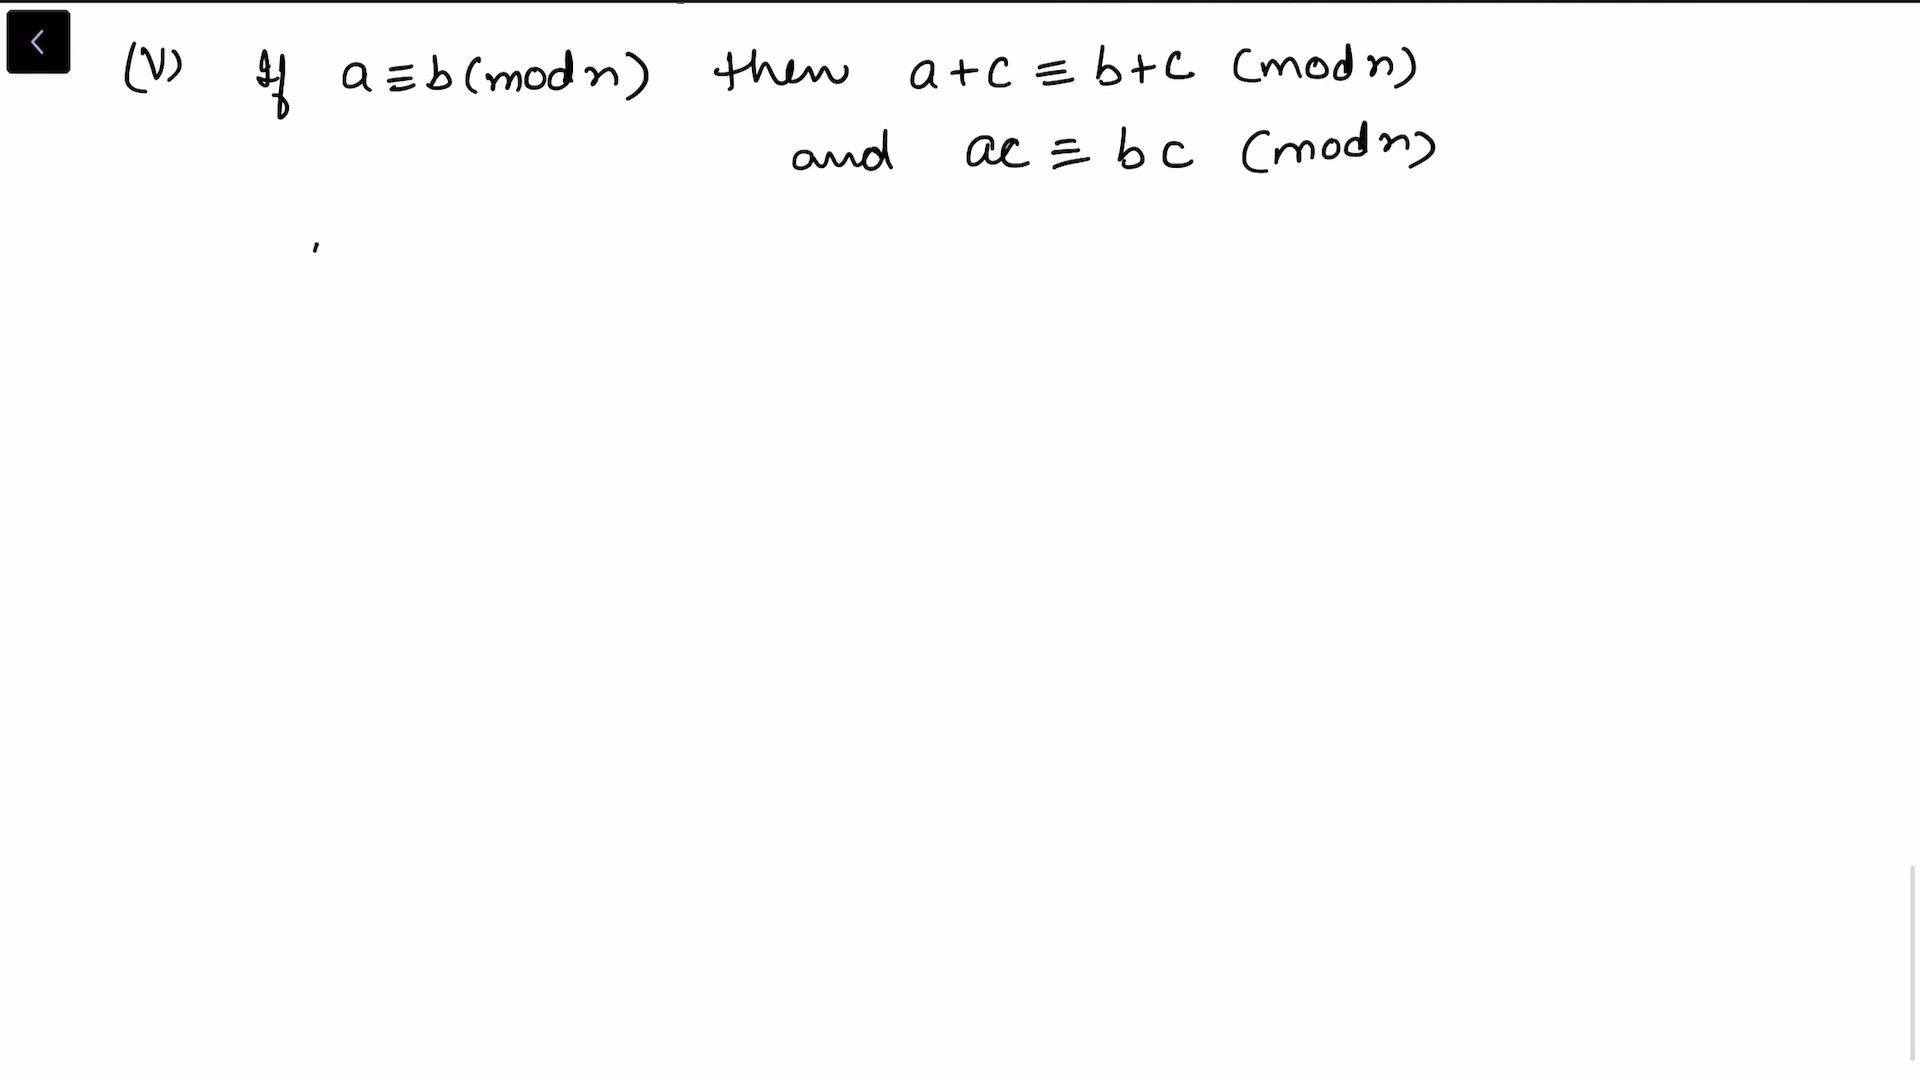 (V) If a ≡ b (mod n) then a + c ≡ b + c (mod n)
and ac ≡ bc (mod n)